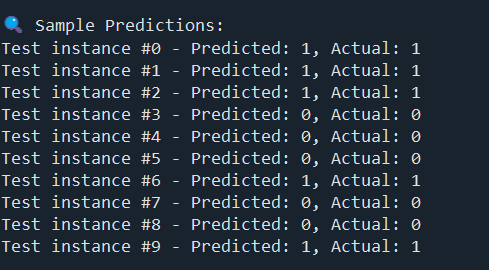 🔍 Sample Predictions:
Test instance #0 - Predicted: 1, Actual: 1
Test instance #1 - Predicted: 1, Actual: 1
Test instance #2 - Predicted: 1, Actual: 1
Test instance #3 - Predicted: 0, Actual: 0
Test instance #4 - Predicted: 0, Actual: 0
Test instance #5 - Predicted: 0, Actual: 0
Test instance #6 - Predicted: 1, Actual: 1
Test instance #7 - Predicted: 0, Actual: 0
Test instance #8 - Predicted: 0, Actual: 0
Test instance #9 - Predicted: 1, Actual: 1